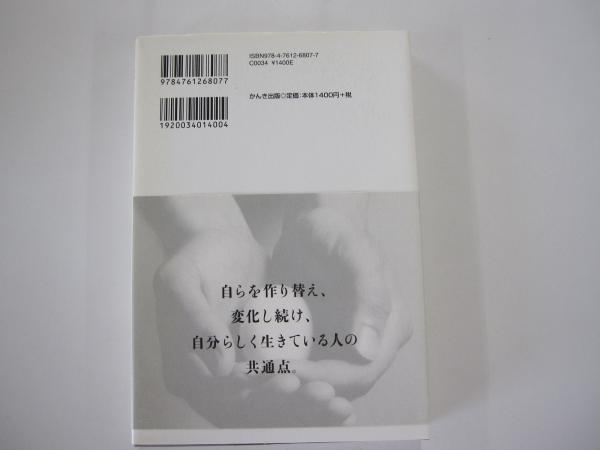 ISBN978-4-7612-6807-7
C0034 ¥1400E
9784761268077
かんき出版◎定価:本体1400円+税
1920034014004
自らを作り替え、
変化し続け、
自分らしく生きている人の
共通点。